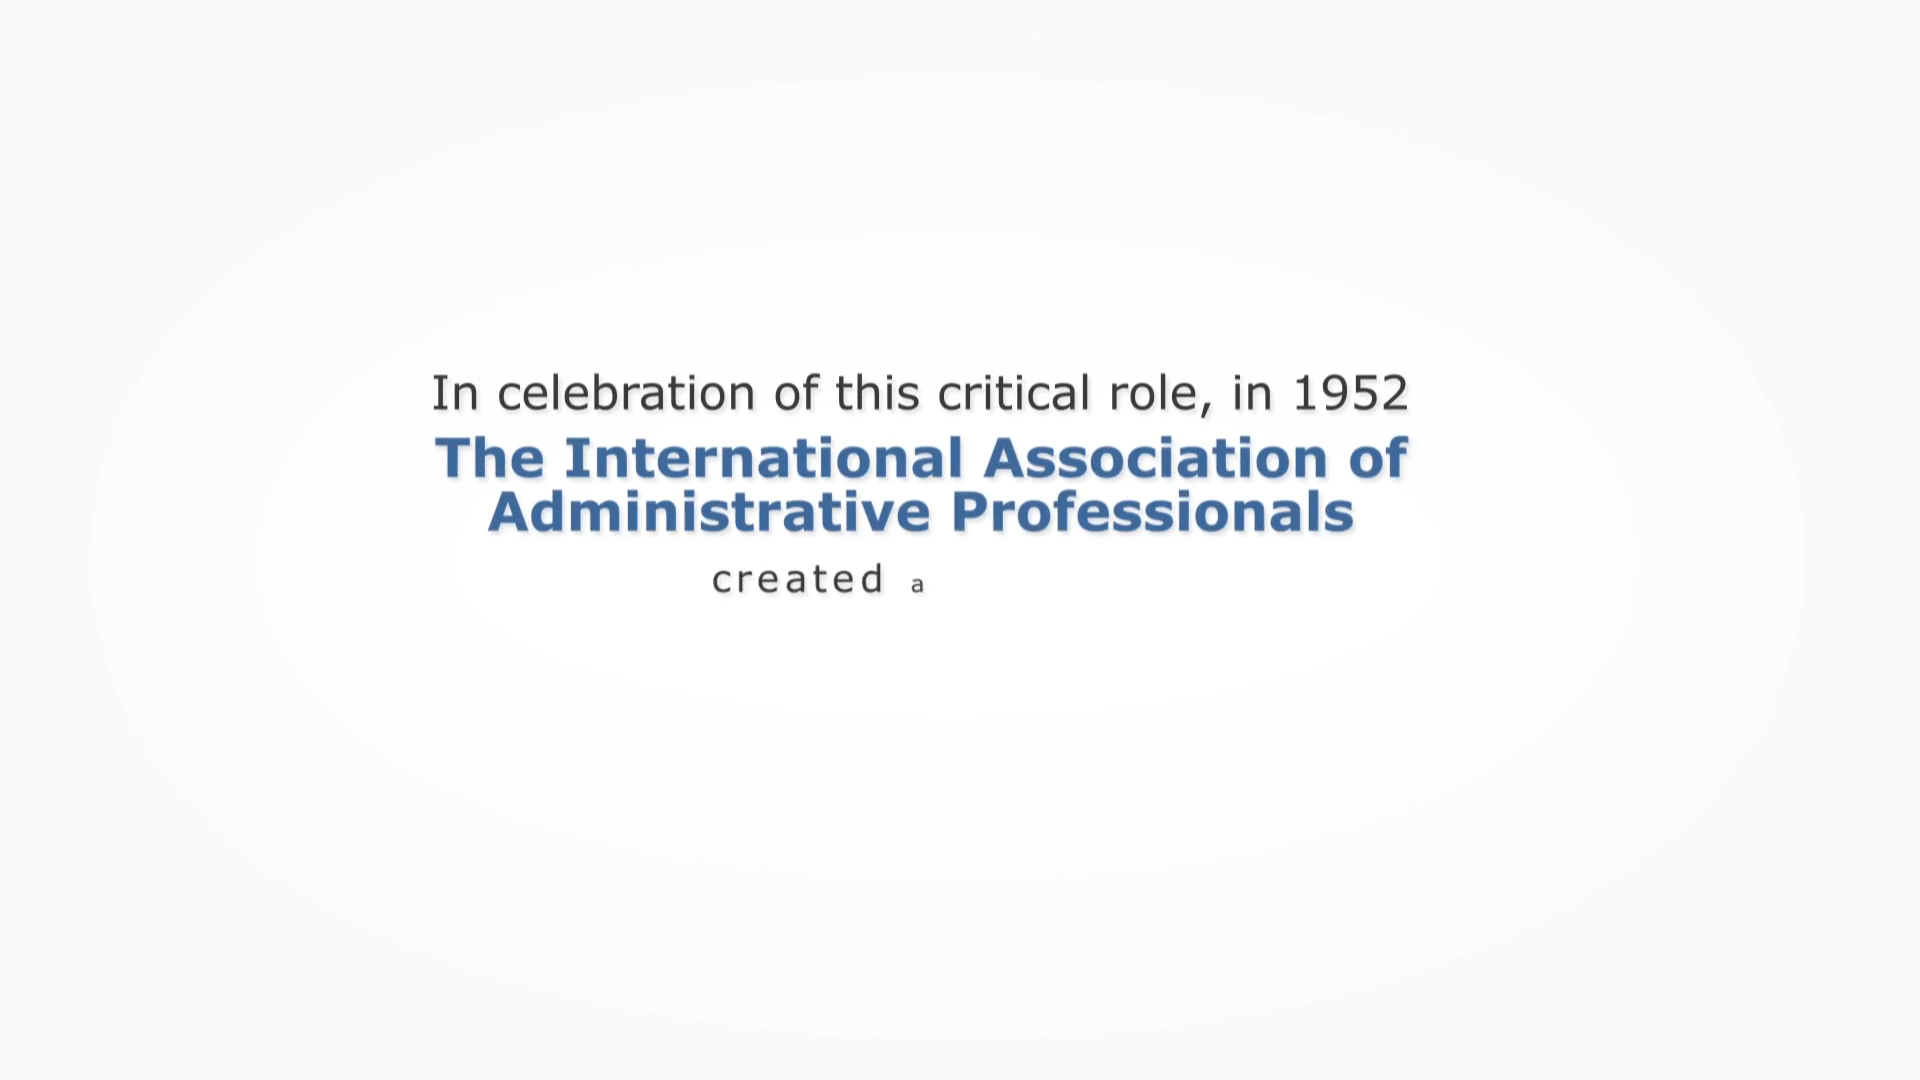 In celebration of this critical role, in 1952
The International Association of
Administrative Professionals
created a